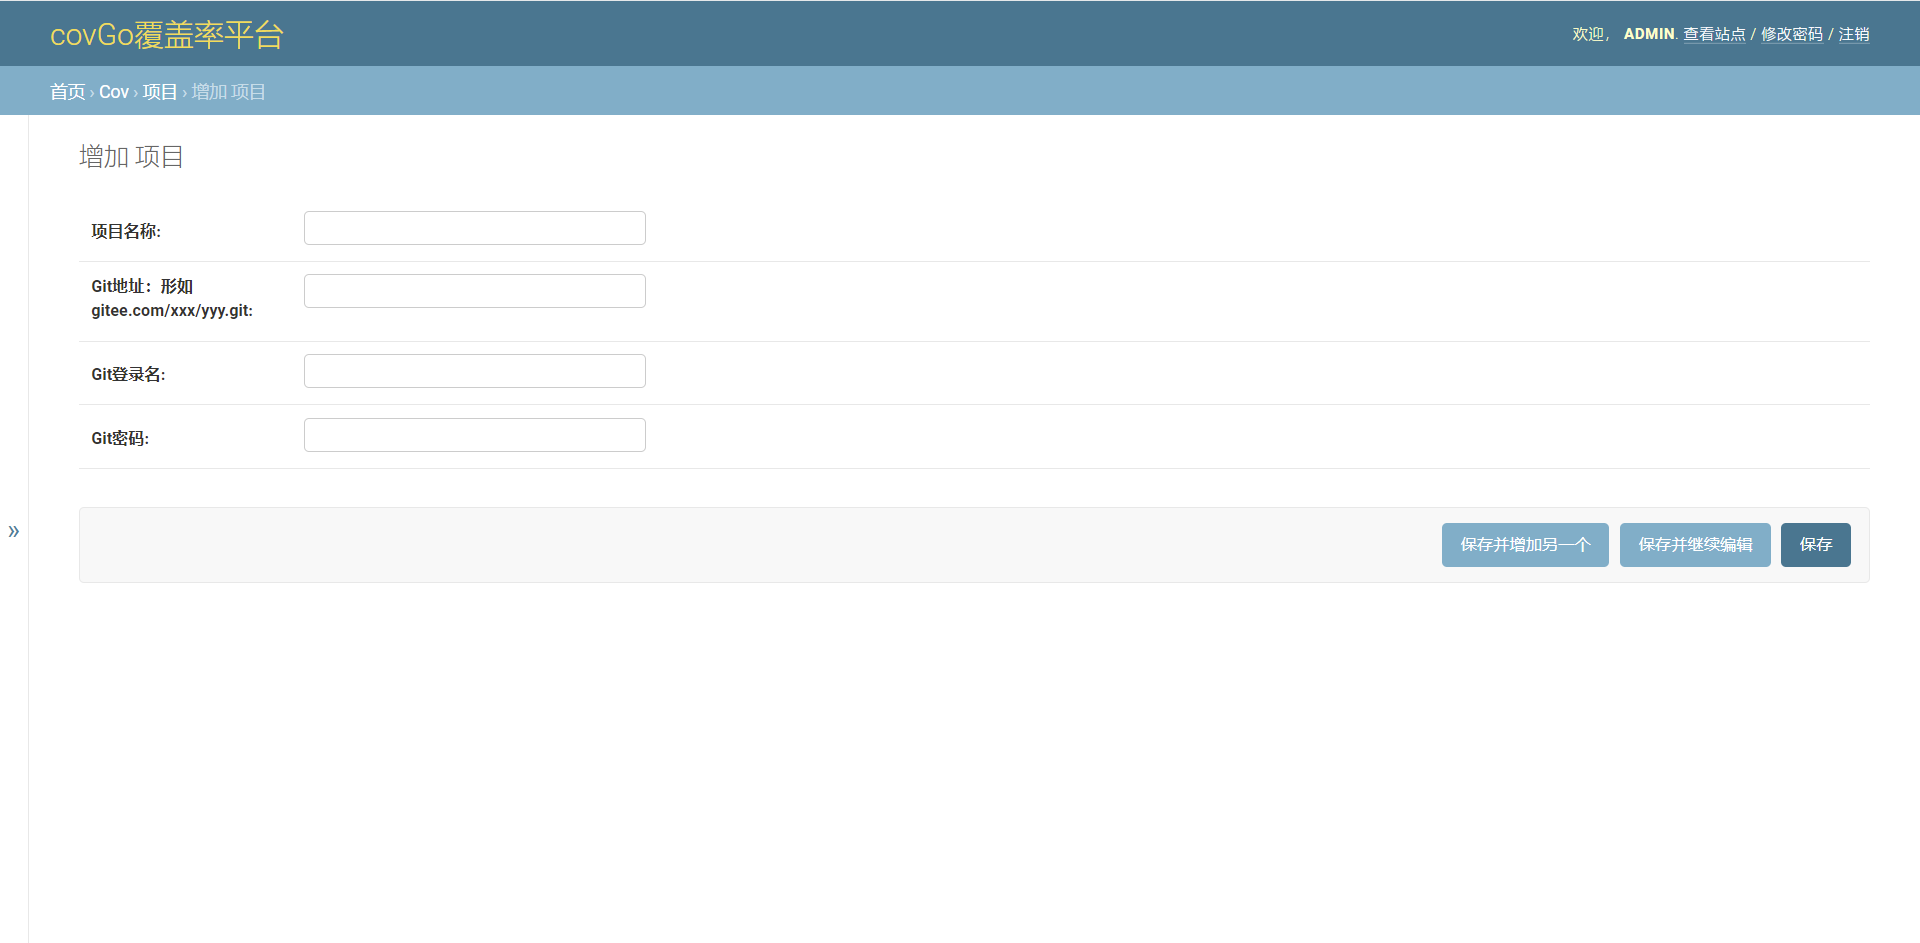 covGo覆盖率平台
欢迎， ADMIN. 查看站点 / 修改密码 / 注销
首页 › Cov › 项目 › 增加 项目
增加 项目
项目名称:
Git地址：形如
gitee.com/xxx/yyy.git:
Git登录名:
Git密码:
»
保存并增加另一个 保存并继续编辑 保存